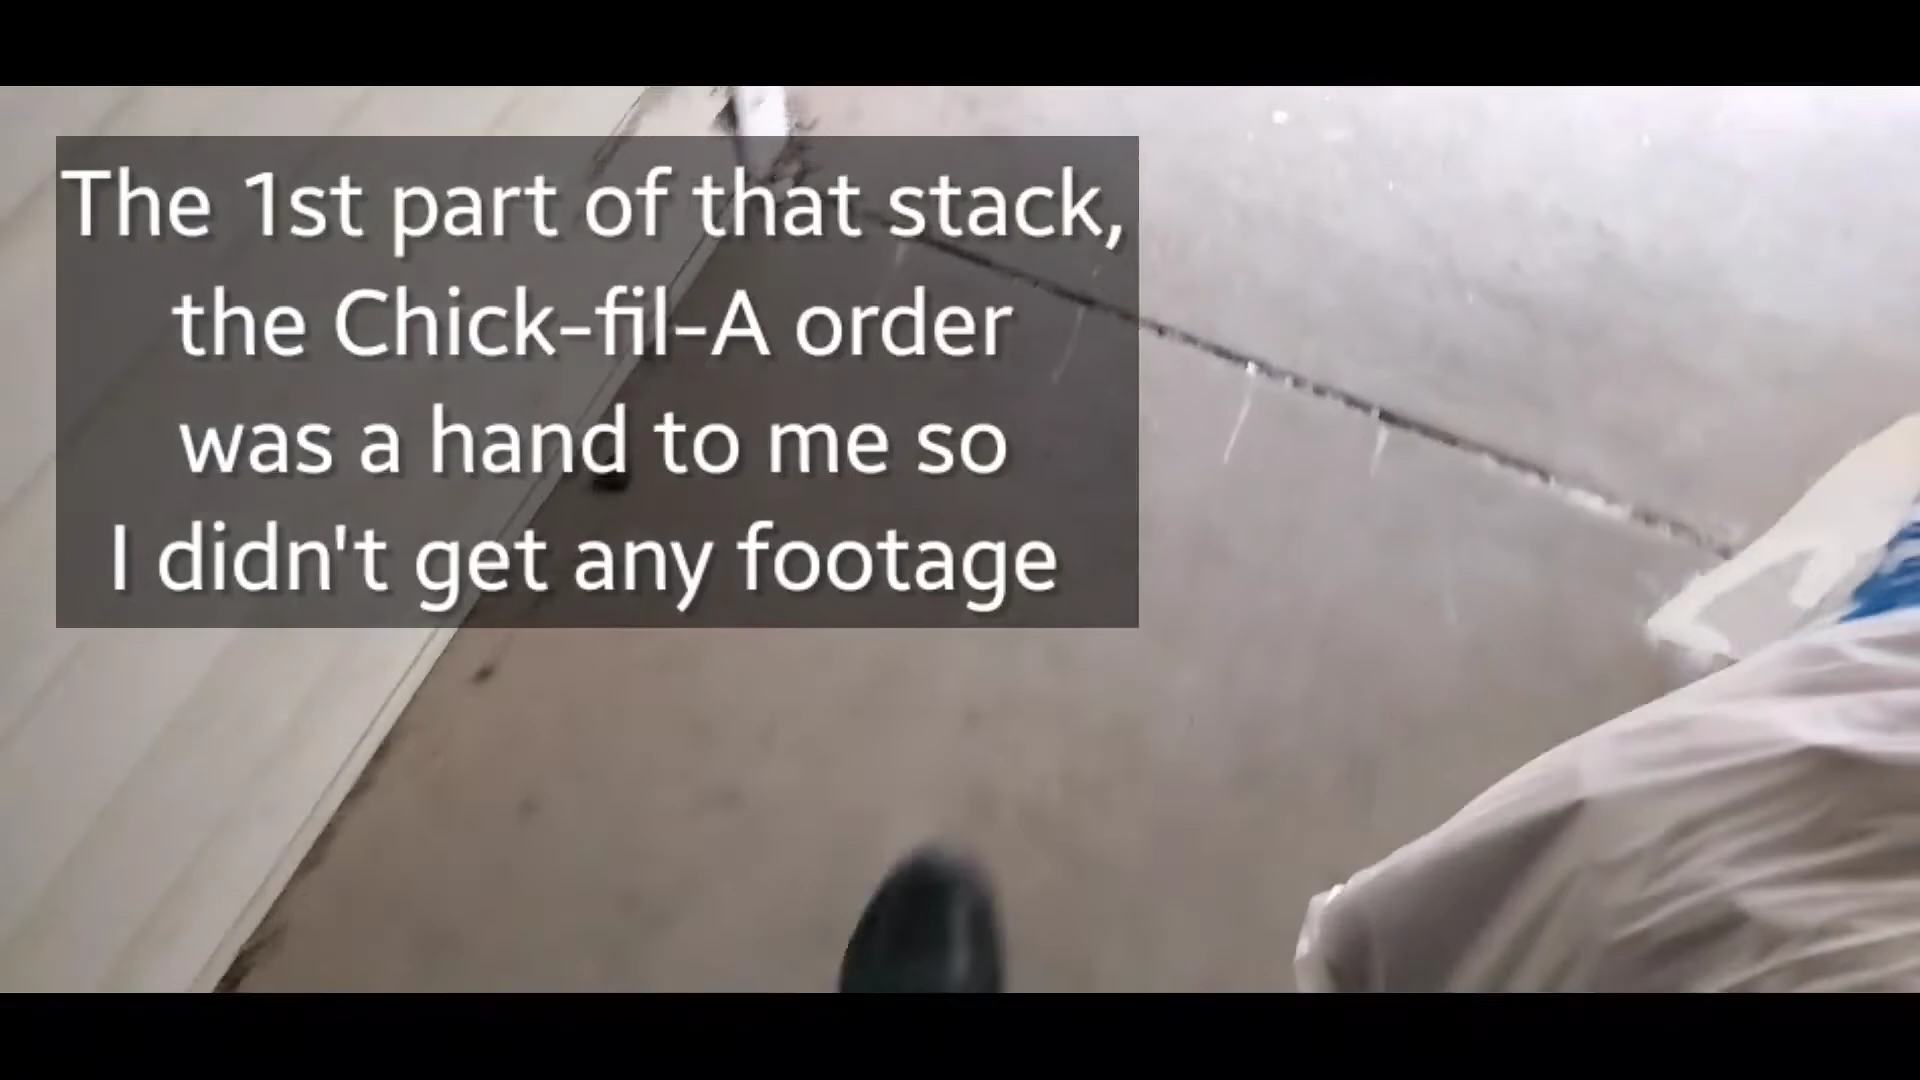 The 1st part of that stack,
the Chick-fil-A order
was a hand to me so
I didn't get any footage